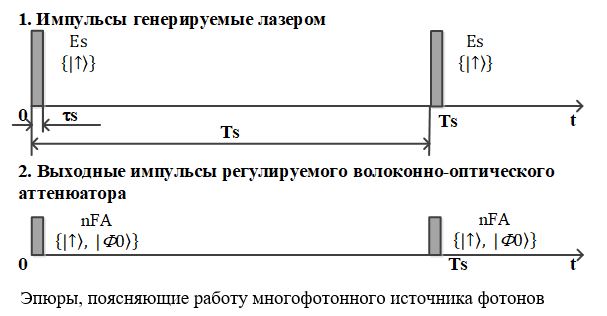 1. Импульсы генерируемые лазером
Es Es
{|↑⟩} {|↑⟩}
0 τs Ts t
Ts
2. Выходные импульсы регулируемого волоконно-оптического
аттенюатора
nFA nFA
{|↑⟩, |Ф0⟩} {|↑⟩, |Ф0⟩}
0 Ts t
Эпюры, поясняющие работу многофотонного источника фотонов